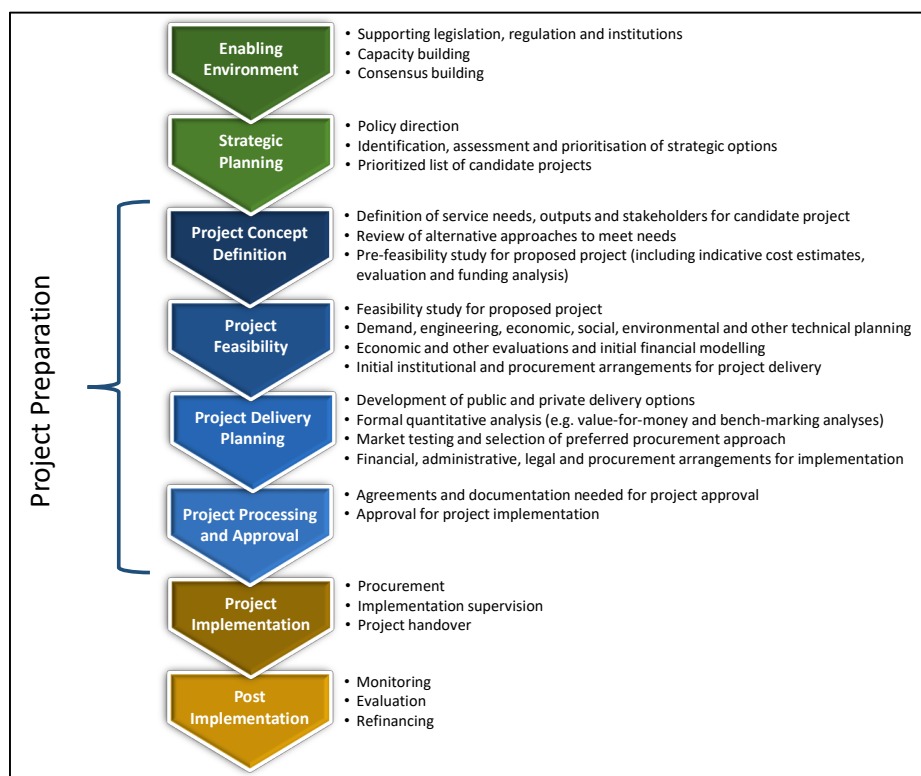 Enabling
Environment
• Supporting legislation, regulation and institutions
• Capacity building
• Consensus building
Strategic
Planning
• Policy direction
• Identification, assessment and prioritisation of strategic options
• Prioritized list of candidate projects
Project Preparation
Project Concept
Definition
• Definition of service needs, outputs and stakeholders for candidate project
• Review of alternative approaches to meet needs
• Pre-feasibility study for proposed project (including indicative cost estimates,
evaluation and funding analysis)
Project
Feasibility
• Feasibility study for proposed project
• Demand, engineering, economic, social, environmental and other technical planning
• Economic and other evaluations and initial financial modelling
• Initial institutional and procurement arrangements for project delivery
Project Delivery
Planning
• Development of public and private delivery options
• Formal quantitative analysis (e.g. value-for-money and bench-marking analyses)
• Market testing and selection of preferred procurement approach
• Financial, administrative, legal and procurement arrangements for implementation
Project Processing
and Approval
• Agreements and documentation needed for project approval
• Approval for project implementation
Project
Implementation
• Procurement
• Implementation supervision
• Project handover
Post
Implementation
• Monitoring
• Evaluation
• Refinancing